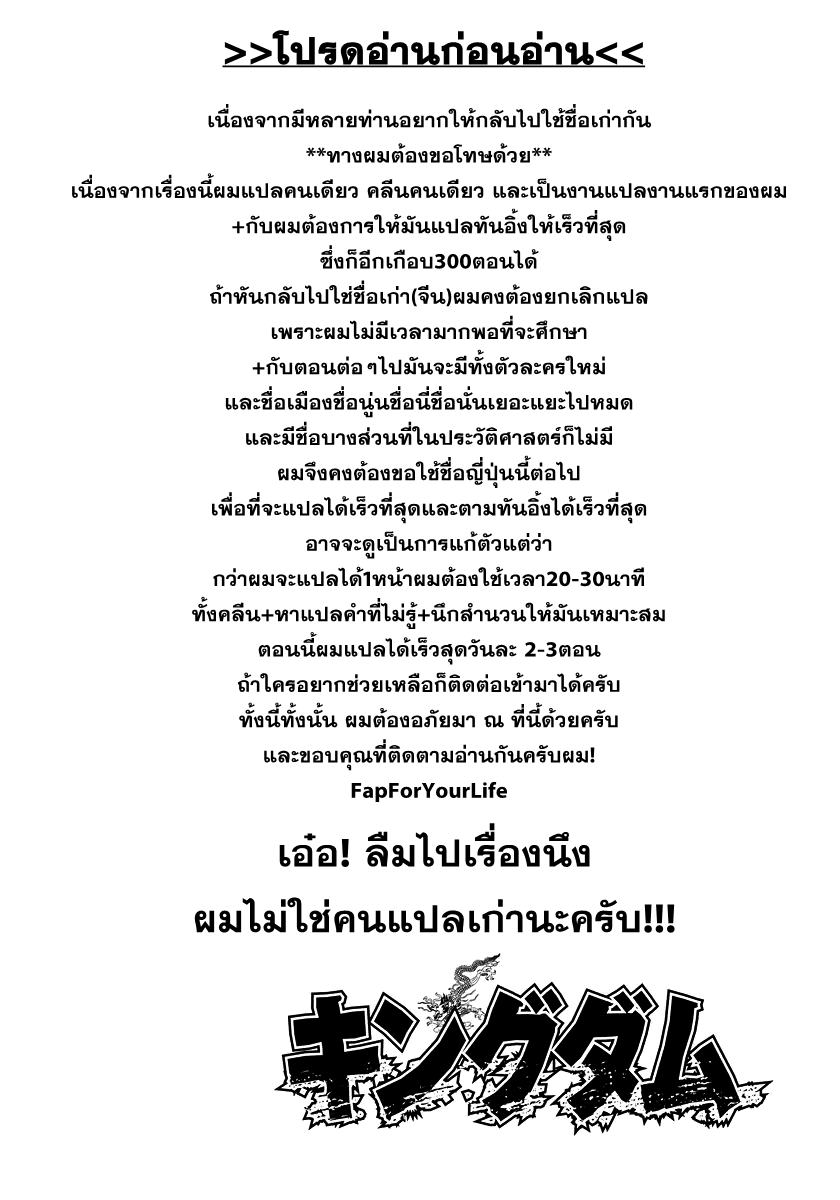 >>โปรดอ่านก่อนอ่าน<<
เนื่องจากมีหลายท่านอยากให้กลับไปใช้ชื่อเก่ากัน
**ทางผมต้องขอโทษด้วย**
เนื่องจากเรื่องนี้ผมแปลคนเดียว คลีนคนเดียว และเป็นงานแปลงานแรกของผม
+กับผมต้องการให้มันแปลทันอิ้งให้เร็วที่สุด
ซึ่งก็อีกเกือบ300ตอนได้
ถ้าหันกลับไปใช่ชื่อเก่า(จีน)ผมคงต้องยกเลิกแปล
เพราะผมไม่มีเวลามากพอที่จะศึกษา
+กับตอนต่อๆไปมันจะมีทั้งตัวละครใหม่
และชื่อเมืองชื่อนู่นชื่อนี่ชื่อนั่นเยอะแยะไปหมด
และมีชื่อบางส่วนที่ในประวัติศาสตร์ก็ไม่มี
ผมจึงคงต้องขอใช้ชื่อญี่ปุ่นนี้ต่อไป
เพื่อที่จะแปลได้เร็วที่สุดและตามทันอิ้งได้เร็วที่สุด
อาจจะดูเป็นการแก้ตัวแต่ว่า
กว่าผมจะแปลได้1หน้าผมต้องใช้เวลา20-30นาที
ทั้งคลีน+หาแปลคำที่ไม่รู้+นึกสำนวนให้มันเหมาะสม
ตอนนี้ผมแปลได้เร็วสุดวันละ 2-3ตอน
ถ้าใครอยากช่วยเหลือก็ติดต่อเข้ามาได้ครับ
ทั้งนี้ทั้งนั้น ผมต้องอภัยมา ณ ที่นี้ด้วยครับ
และขอบคุณที่ติดตามอ่านกันครับผม!
FapForYourLife
เอ๋อ! ลืมไปเรื่องนึง
ผมไม่ใช่คนแปลเก่านะครับ!!!
キングダム